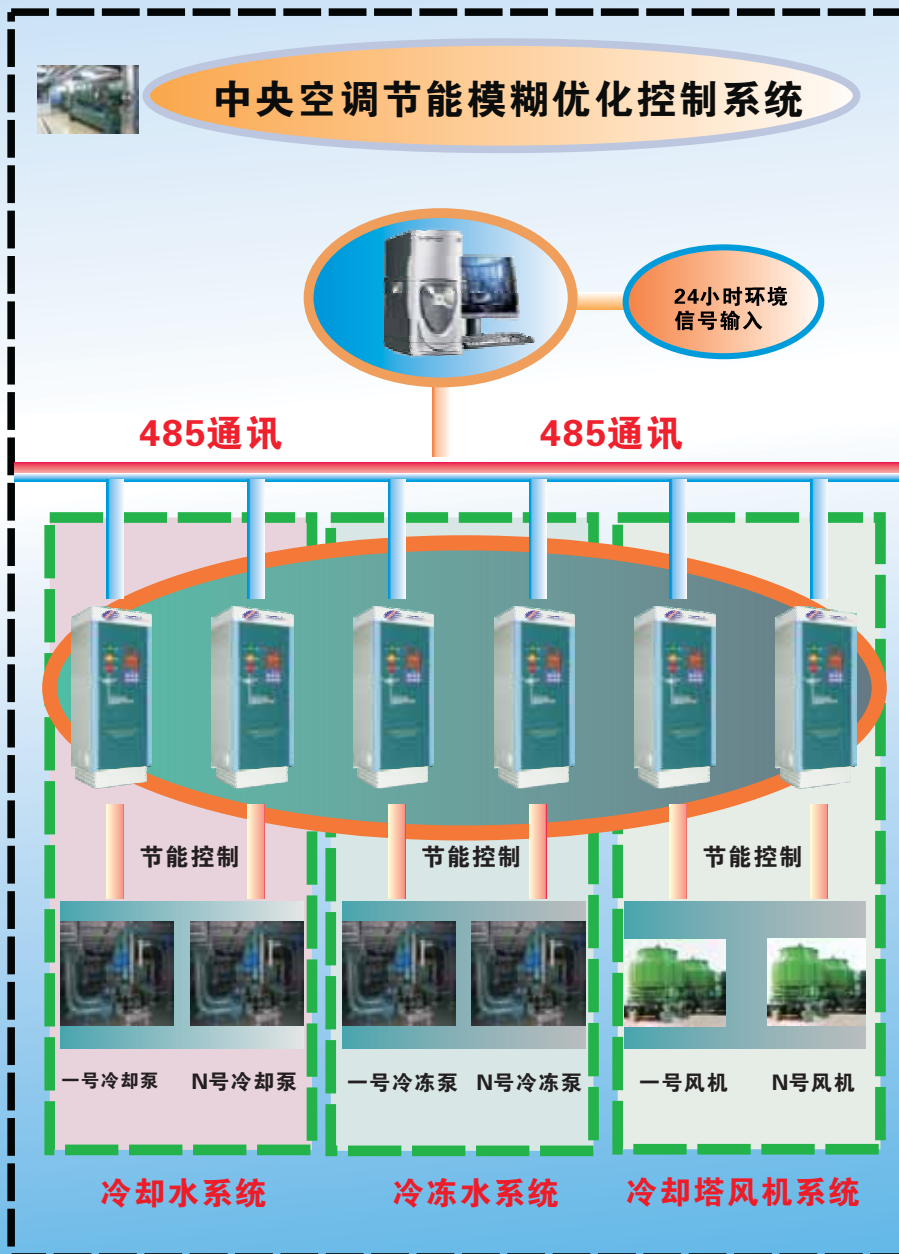 中央空调节能模糊优化控制系统
24小时环境
信号输入
485通讯
485通讯
节能控制
节能控制
节能控制
一号冷却泵
N号冷却泵
一号冷冻泵
N号冷冻泵
一号风机
N号风机
冷却水系统
冷冻水系统
冷却塔风机系统